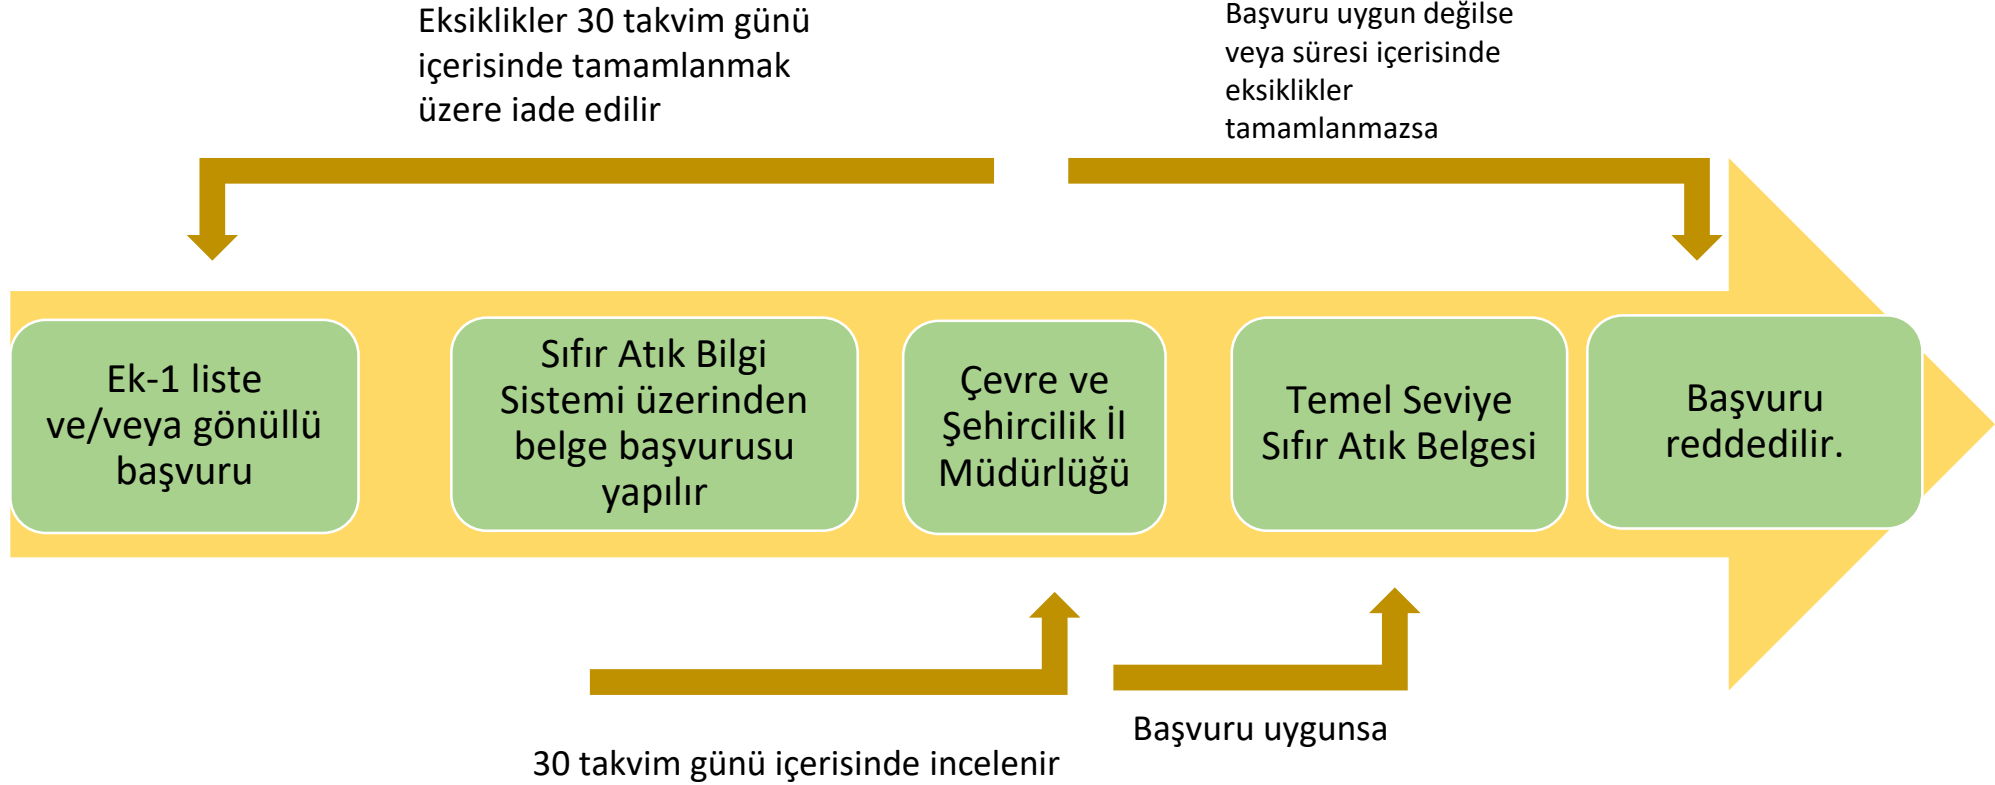 Eksiklikler 30 takvim günü
içerisinde tamamlanmak
üzere iade edilir
Başvuru uygun değilse
veya süresi içerisinde
eksiklikler
tamamlanmazsa
Ek-1 liste
ve/veya gönüllü
başvuru
Sıfır Atık Bilgi
Sistemi üzerinden
belge başvurusu
yapılır
Çevre ve
Şehircilik İl
Müdürlüğü
Temel Seviye
Sıfır Atık Belgesi
Başvuru
reddedilir.
30 takvim günü içerisinde incelenir
Başvuru uygunsa